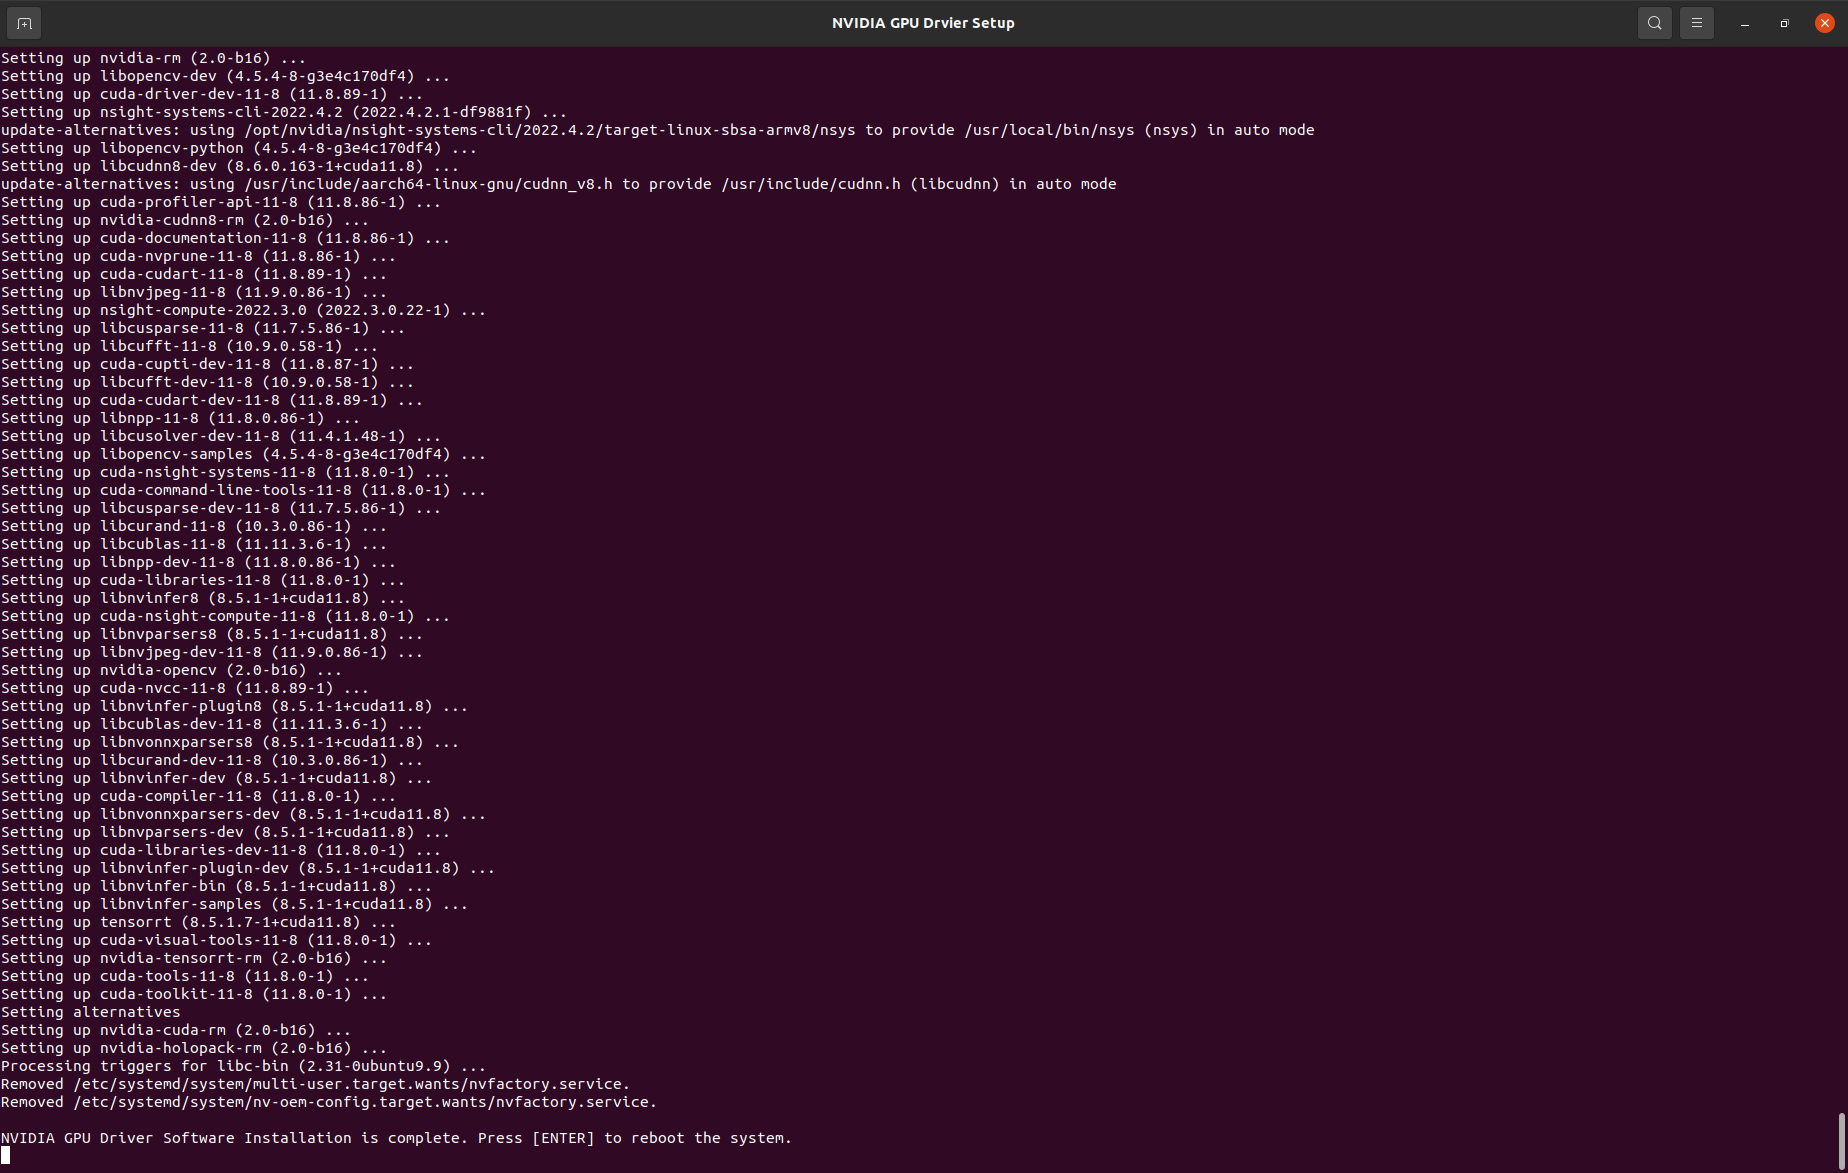 NVIDIA GPU Drvier Setup
Setting up nvidia-rm (2.0-b16) ...
Setting up libopencv-dev (4.5.4-8-g3e4c170df4) ...
Setting up cuda-driver-dev-11-8 (11.8.89-1) ...
Setting up nsight-systems-cli-2022.4.2 (2022.4.2.1-df9881f) ...
update-alternatives: using /opt/nvidia/nsight-systems-cli/2022.4.2/target-linux-sbsa-armv8/nsys to provide /usr/local/bin/nsys (nsys) in auto mode
Setting up libopencv-python (4.5.4-8-g3e4c170df4) ...
Setting up libcudnn8-dev (8.6.0.163-1+cuda11.8) ...
update-alternatives: using /usr/include/aarch64-linux-gnu/cudnn_v8.h to provide /usr/include/cudnn.h (libcudnn) in auto mode
Setting up cuda-profiler-api-11-8 (11.8.86-1) ...
Setting up nvidia-cudnn8-rm (2.0-b16) ...
Setting up cuda-documentation-11-8 (11.8.86-1) ...
Setting up cuda-nvprune-11-8 (11.8.86-1) ...
Setting up cuda-cudart-11-8 (11.8.89-1) ...
Setting up libnvjpeg-11-8 (11.9.0.86-1) ...
Setting up nsight-compute-2022.3.0 (2022.3.0.22-1) ...
Setting up libcusparse-11-8 (11.7.5.86-1) ...
Setting up libcufft-11-8 (10.9.0.58-1) ...
Setting up cuda-cupti-dev-11-8 (11.8.87-1) ...
Setting up libcufft-dev-11-8 (10.9.0.58-1) ...
Setting up cuda-cudart-dev-11-8 (11.8.89-1) ...
Setting up libnpp-11-8 (11.8.0.86-1) ...
Setting up libcusolver-dev-11-8 (11.4.1.48-1) ...
Setting up libopencv-samples (4.5.4-8-g3e4c170df4) ...
Setting up cuda-nsight-systems-11-8 (11.8.0-1) ...
Setting up cuda-command-line-tools-11-8 (11.8.0-1) ...
Setting up libcusparse-dev-11-8 (11.7.5.86-1) ...
Setting up libcurand-11-8 (10.3.0.86-1) ...
Setting up libcublas-11-8 (11.11.3.6-1) ...
Setting up libnpp-dev-11-8 (11.8.0.86-1) ...
Setting up cuda-libraries-11-8 (11.8.0-1) ...
Setting up libnvinfer8 (8.5.1-1+cuda11.8) ...
Setting up cuda-nsight-compute-11-8 (11.8.0-1) ...
Setting up libnvparsers8 (8.5.1-1+cuda11.8) ...
Setting up libnvjpeg-dev-11-8 (11.9.0.86-1) ...
Setting up nvidia-opencv (2.0-b16) ...
Setting up cuda-nvcc-11-8 (11.8.89-1) ...
Setting up libnvinfer-plugin8 (8.5.1-1+cuda11.8) ...
Setting up libcublas-dev-11-8 (11.11.3.6-1) ...
Setting up libnvonnxparsers8 (8.5.1-1+cuda11.8) ...
Setting up libcurand-dev-11-8 (10.3.0.86-1) ...
Setting up libnvinfer-dev (8.5.1-1+cuda11.8) ...
Setting up cuda-compiler-11-8 (11.8.0-1) ...
Setting up libnvonnxparsers-dev (8.5.1-1+cuda11.8) ...
Setting up libnvparsers-dev (8.5.1-1+cuda11.8) ...
Setting up cuda-libraries-dev-11-8 (11.8.0-1) ...
Setting up libnvinfer-plugin-dev (8.5.1-1+cuda11.8) ...
Setting up libnvinfer-bin (8.5.1-1+cuda11.8) ...
Setting up libnvinfer-samples (8.5.1-1+cuda11.8) ...
Setting up tensorrt (8.5.1.7-1+cuda11.8) ...
Setting up cuda-visual-tools-11-8 (11.8.0-1) ...
Setting up nvidia-tensorrt-rm (2.0-b16) ...
Setting up cuda-tools-11-8 (11.8.0-1) ...
Setting up cuda-toolkit-11-8 (11.8.0-1) ...
Setting alternatives
Setting up nvidia-cuda-rm (2.0-b16) ...
Setting up nvidia-holopack-rm (2.0-b16) ...
Processing triggers for libc-bin (2.31-0ubuntu9.9) ...
Removed /etc/systemd/system/multi-user.target.wants/nvfactory.service.
Removed /etc/systemd/system/nv-oem-config.target.wants/nvfactory.service.
NVIDIA GPU Driver Software Installation is complete. Press [ENTER] to reboot the system.